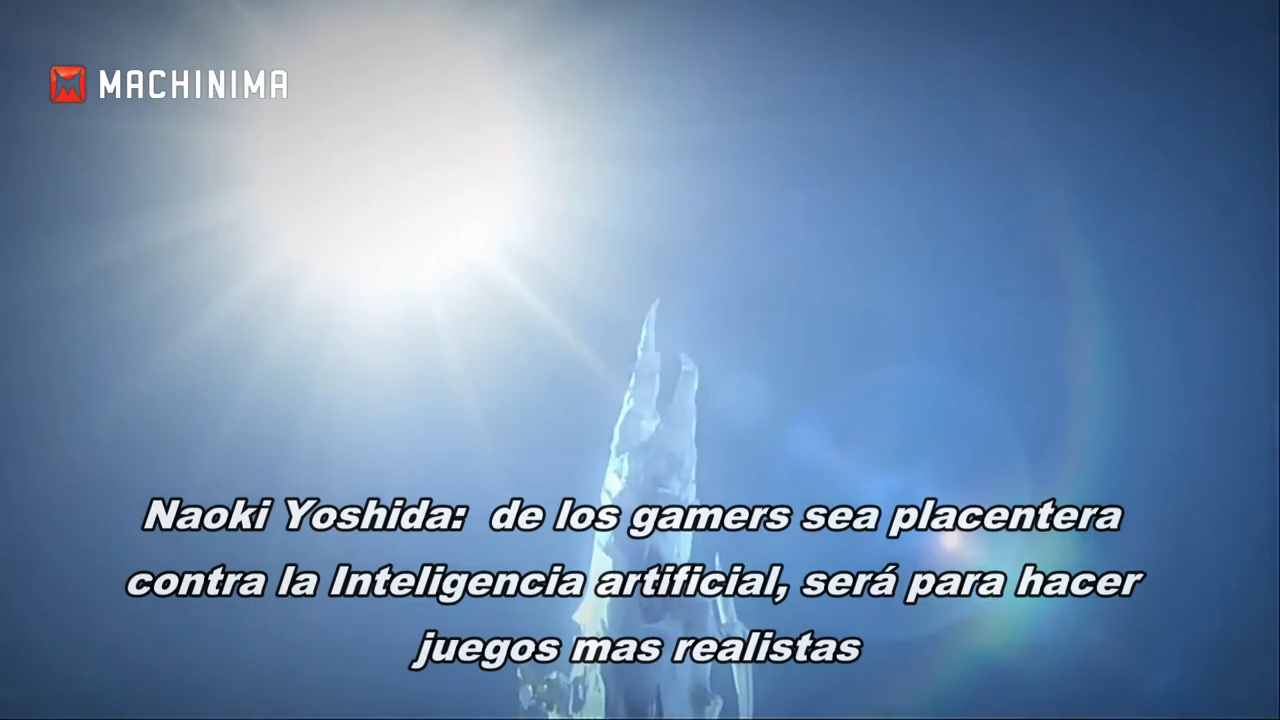 MACHINIMA
Naoki Yoshida:  de los gamers sea placentera
contra la Inteligencia artificial, será para hacer
juegos mas realistas